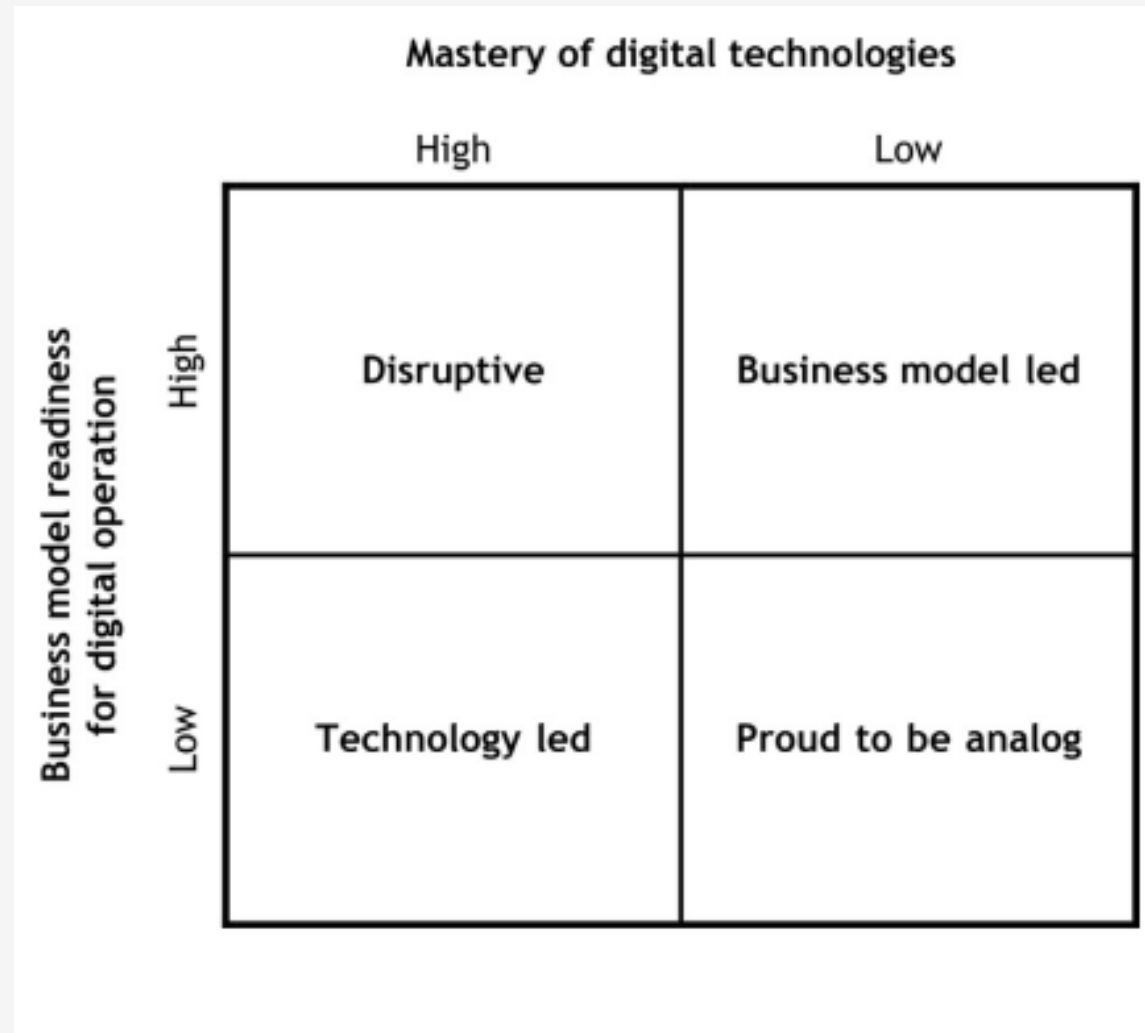 Mastery of digital technologies
High
Low
Business model readiness
for digital operation
High
Disruptive
Business model led
Low
Technology led
Proud to be analog